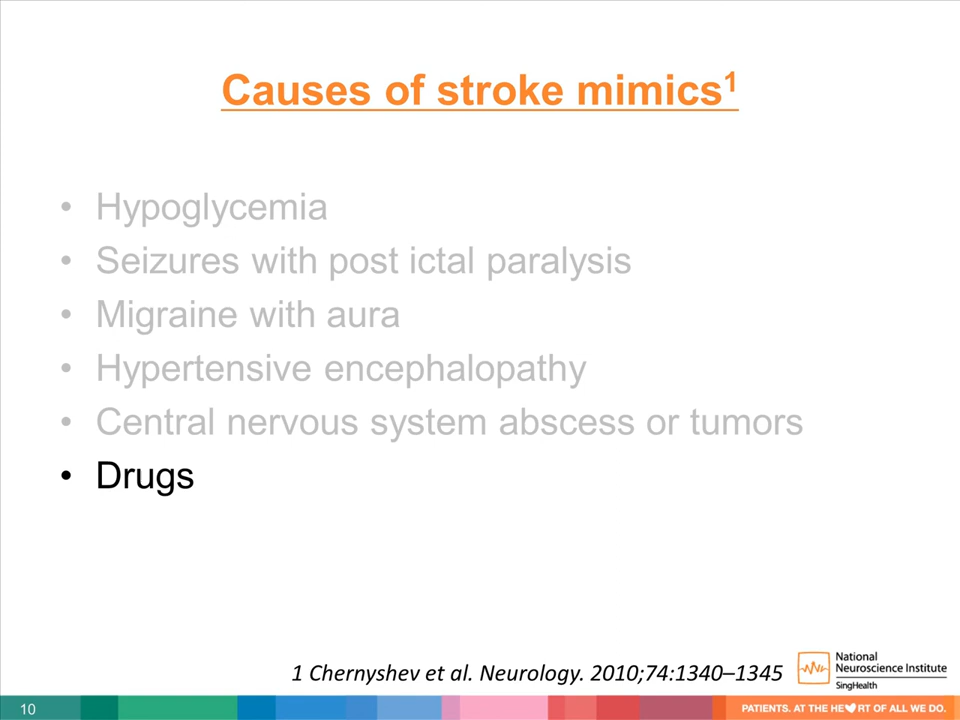 Causes of stroke mimics1
• Hypoglycemia
• Seizures with post ictal paralysis
• Migraine with aura
• Hypertensive encephalopathy
• Central nervous system abscess or tumors
• Drugs
1 Chernyshev et al. Neurology. 2010;74:1340–1345
National
Neuroscience Institute
SingHealth
10
PATIENTS. AT THE HE♥RT OF ALL WE DO.